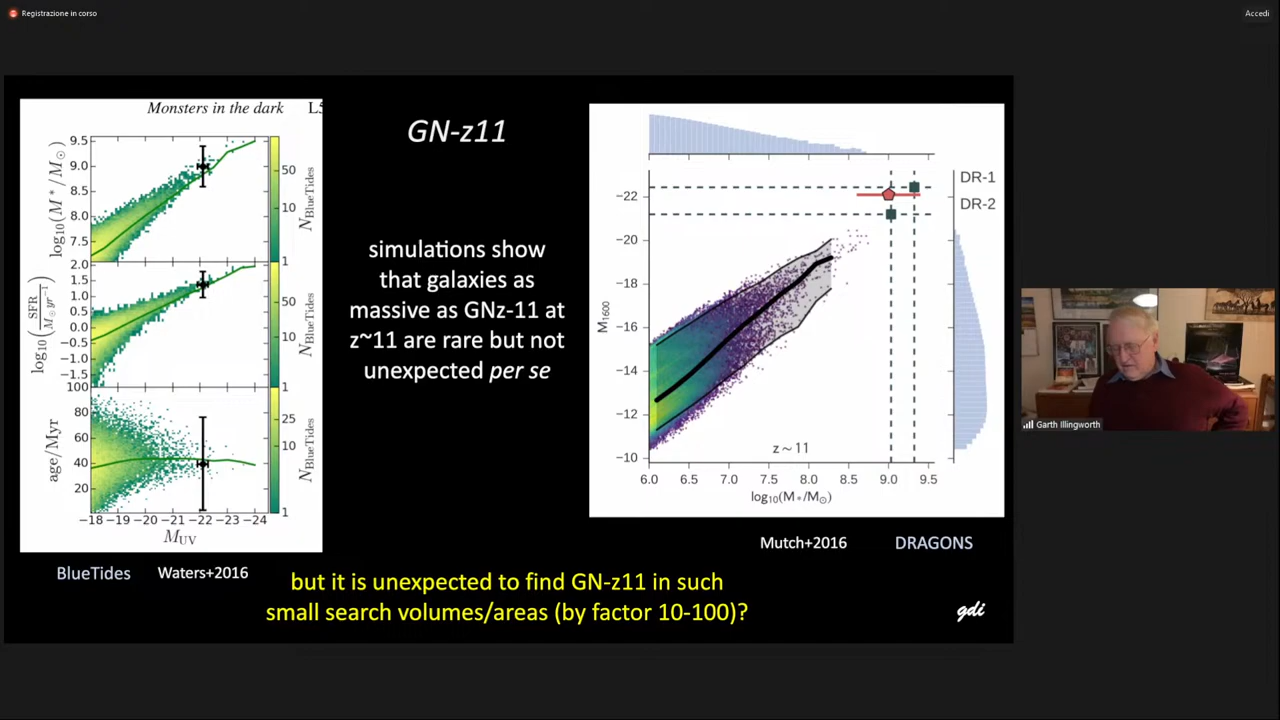 Registrazione in corso
Accedi
Monsters in the dark L5
log10(M*/M⊙)
9.5
9.0
8.5
8.0
7.5
50
10
1
NBlueTides
log10(SFR/M⊙yr⁻¹)
2.0
1.5
1.0
0.5
0.0
−0.5
−1.0
−1.5
50
10
1
NBlueTides
age/Myr
100
80
60
40
20
25
10
1
NBlueTides
−18 −19 −20 −21 −22 −23 −24
MUV
BlueTides Waters+2016
GN-z11
simulations show
that galaxies as
massive as GNz-11 at
z~11 are rare but not
unexpected per se
DR-1
DR-2
M1600
−22
−20
−18
−16
−14
−12
−10
z~11
6.0 6.5 7.0 7.5 8.0 8.5 9.0 9.5
log10(M*/M⊙)
Mutch+2016 DRAGONS
but it is unexpected to find GN-z11 in such
small search volumes/areas (by factor 10-100)?
gdi
Garth Illingworth